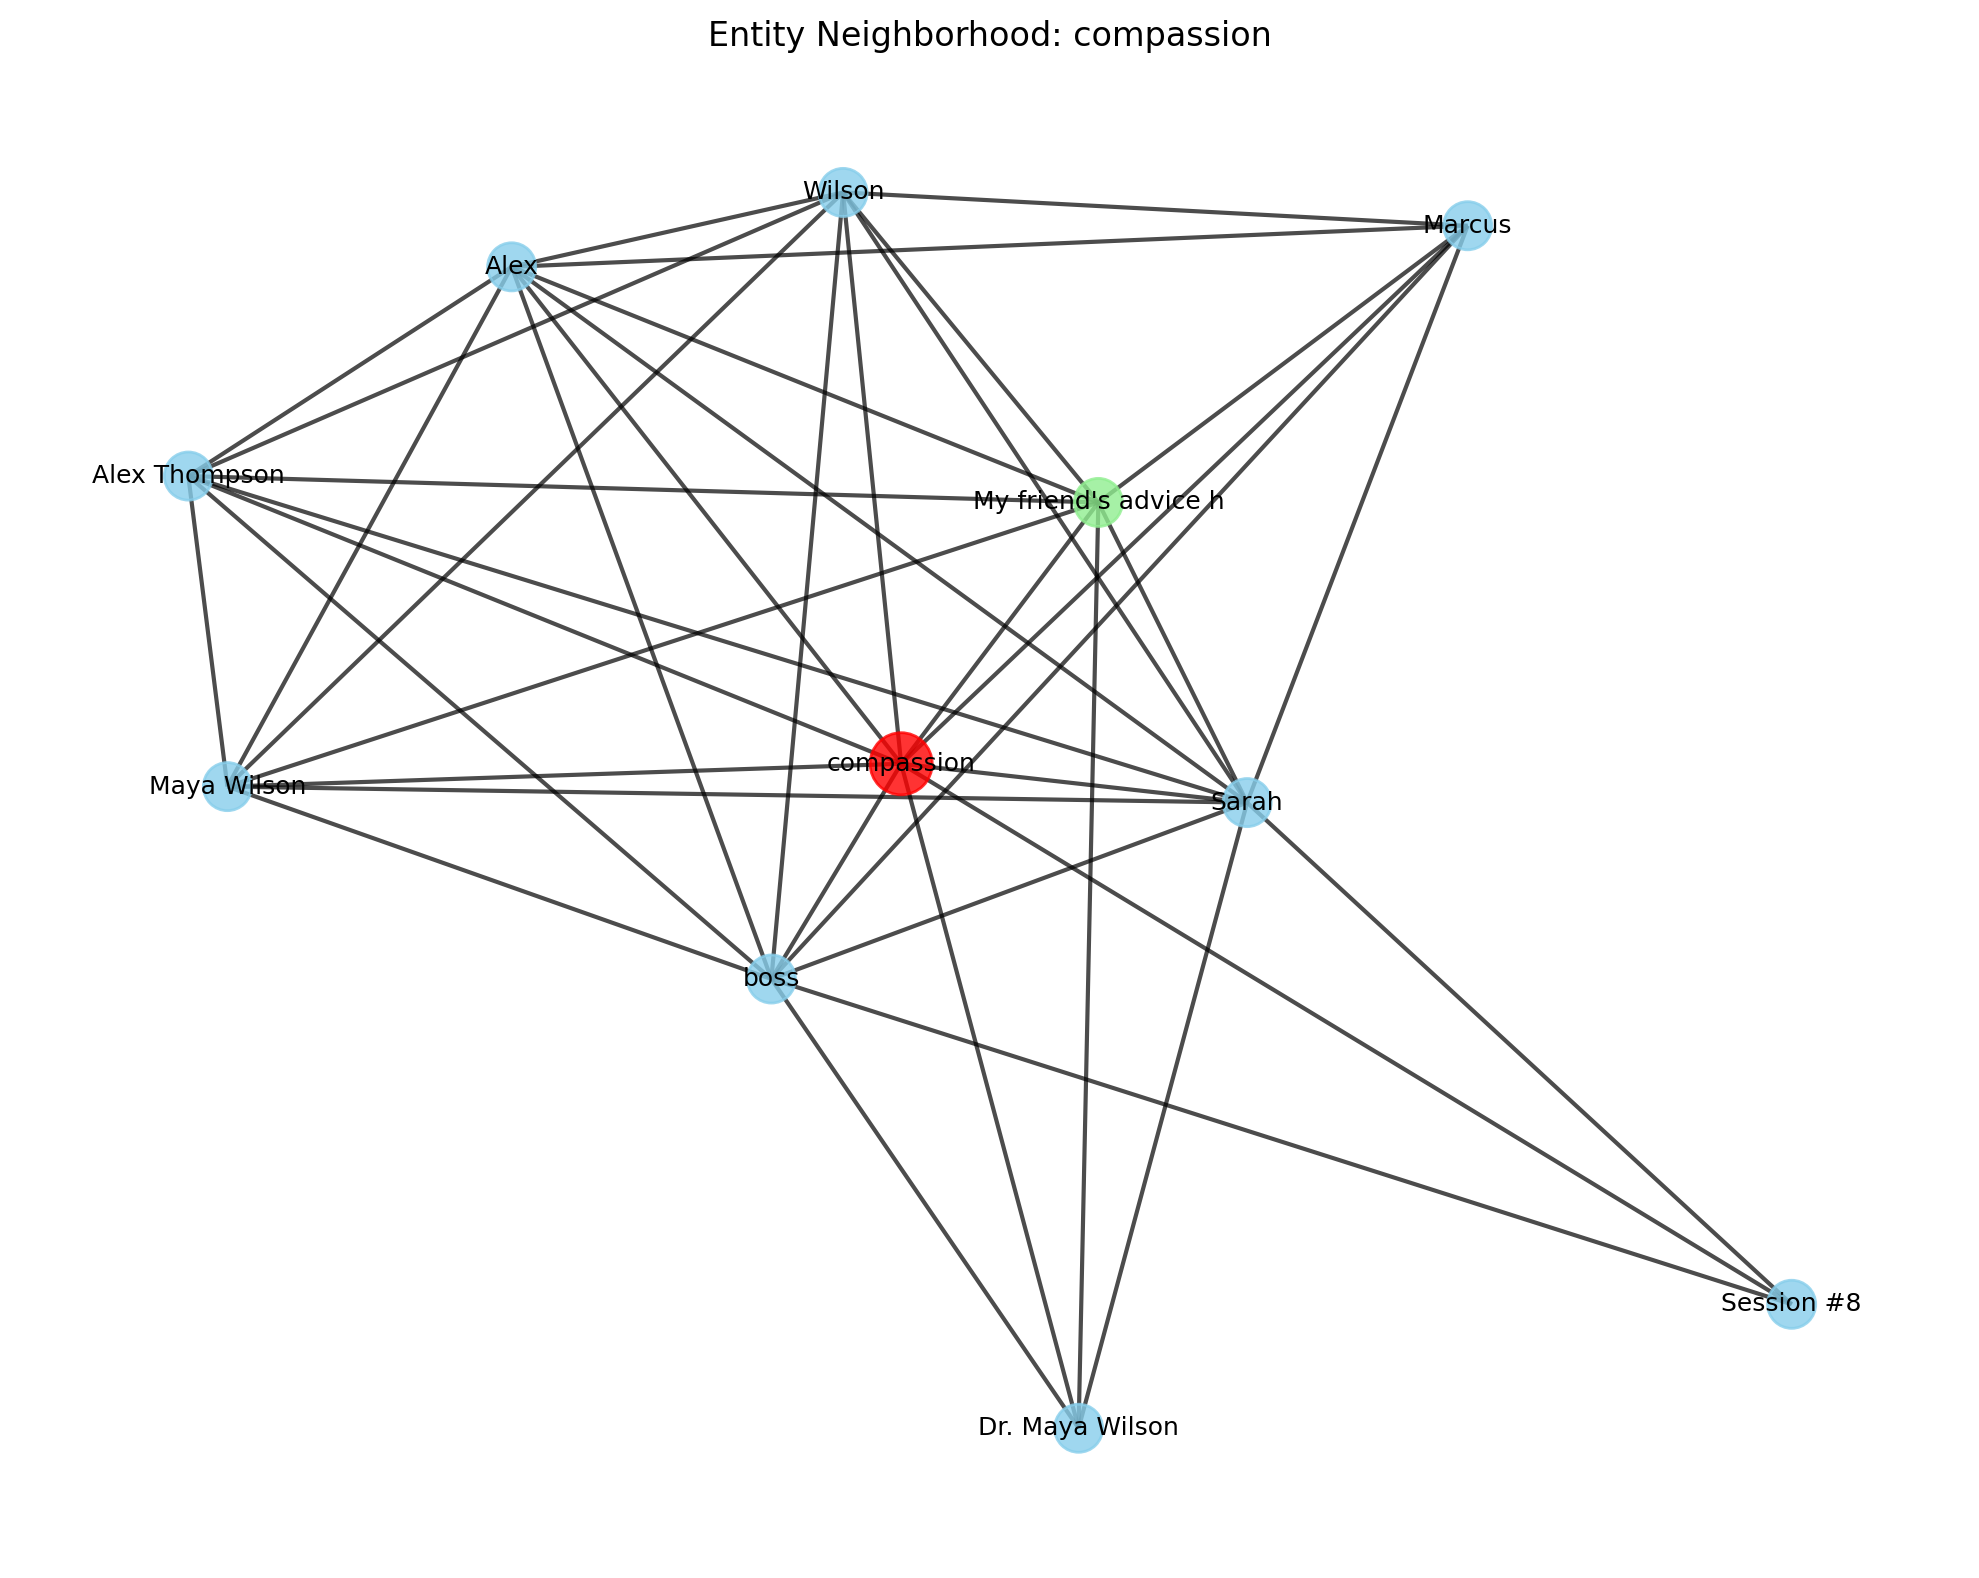 Entity Neighborhood: compassion
Wilson
Marcus
Alex
Alex Thompson
My friend's advice h
compassion
Maya Wilson
Sarah
boss
Session #8
Dr. Maya Wilson